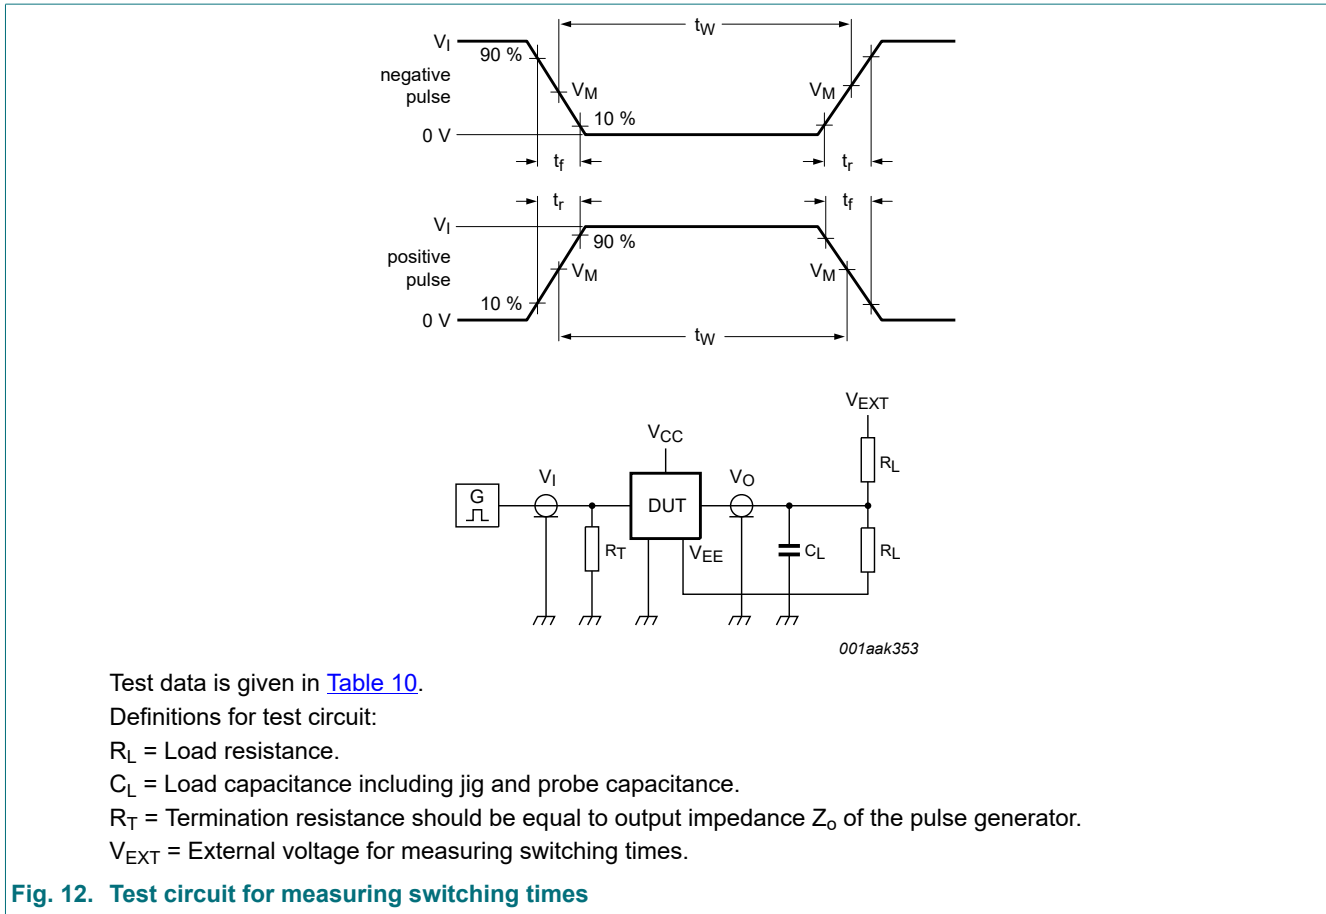 tW
VI
90 %
negative
pulse
VM
VM
10 %
0 V
tf
tr
tr
tf
VI
90 %
positive
pulse
VM
VM
10 %
0 V
tW
VEXT
VCC
RL
VI
VO
G
DUT
RT
VEE
CL
RL
001aak353
Test data is given in Table 10.
Definitions for test circuit:
RL = Load resistance.
CL = Load capacitance including jig and probe capacitance.
RT = Termination resistance should be equal to output impedance Zo of the pulse generator.
VEXT = External voltage for measuring switching times.
Fig. 12. Test circuit for measuring switching times